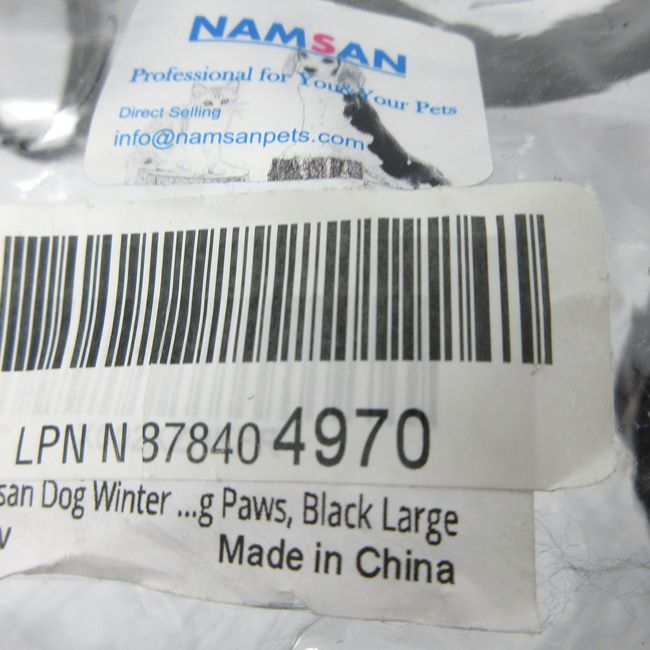 NAMSAN
Professional for You & Your Pets
Direct Selling
info@namsanpets.com
LPN N 87840 4970
san Dog Winter ...g Paws, Black Large
Made in China